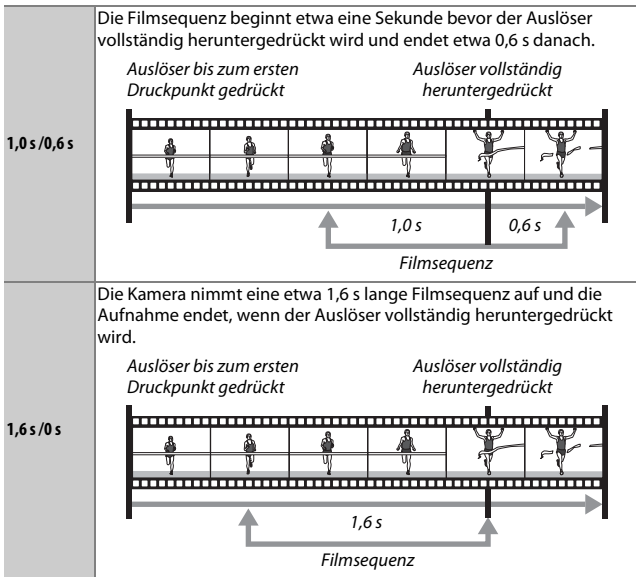 Die Filmsequenz beginnt etwa eine Sekunde bevor der Auslöser
vollständig heruntergedrückt wird und endet etwa 0,6 s danach.
Auslöser bis zum ersten
Druckpunkt gedrückt
Auslöser vollständig
heruntergedrückt
1,0 s/0,6 s
1,0 s
0,6 s
Filmsequenz
Die Kamera nimmt eine etwa 1,6 s lange Filmsequenz auf und die
Aufnahme endet, wenn der Auslöser vollständig heruntergedrückt
wird.
Auslöser bis zum ersten
Druckpunkt gedrückt
Auslöser vollständig
heruntergedrückt
1,6 s/0 s
1,6 s
Filmsequenz